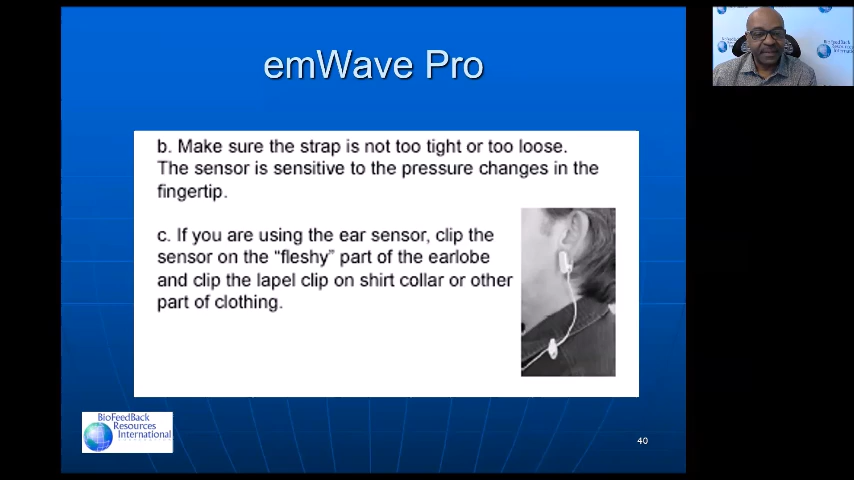 emWave Pro
b. Make sure the strap is not too tight or too loose.
The sensor is sensitive to the pressure changes in the
fingertip.
c. If you are using the ear sensor, clip the
sensor on the “fleshy” part of the earlobe
and clip the lapel clip on shirt collar or other
part of clothing.
BioFeedBack
Resources
International
40
BioFeedBack
Resources
International